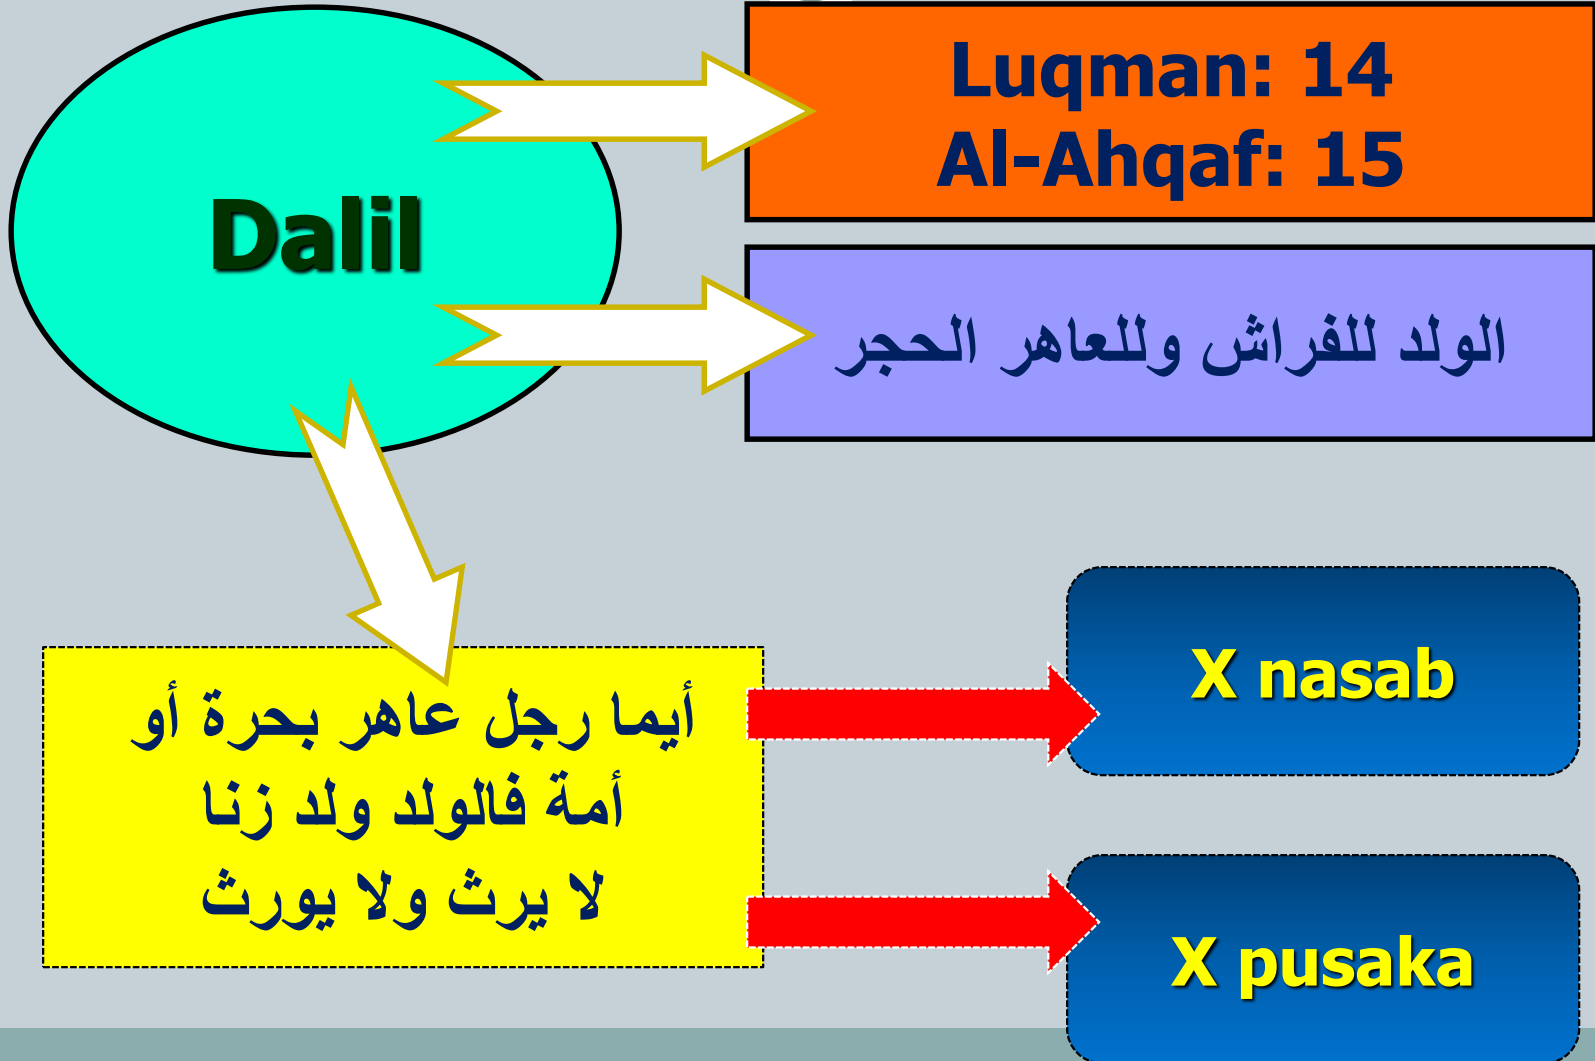 Dalil
Luqman: 14
Al-Ahqaf: 15
الولد للفراش وللعاهر الحجر
أيما رجل عاهر بحرة أو
أمة فالولد ولد زنا
لا يرث ولا يورث
X nasab
X pusaka